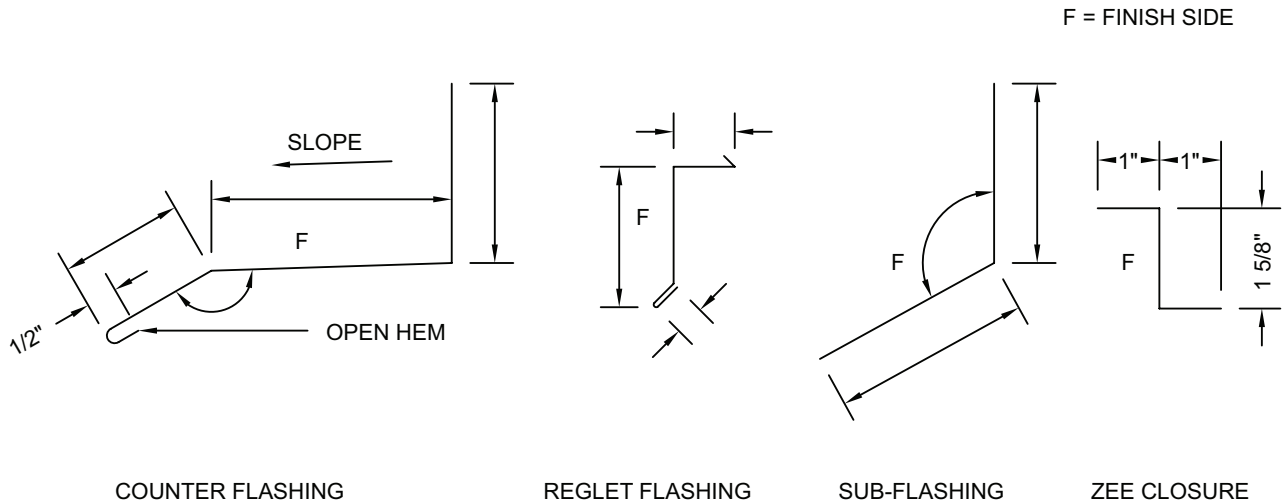 F = FINISH SIDE
SLOPE
F
1/2"
OPEN HEM
F
F
1" 1"
F
1 5/8"
COUNTER FLASHING
REGLET FLASHING
SUB-FLASHING
ZEE CLOSURE